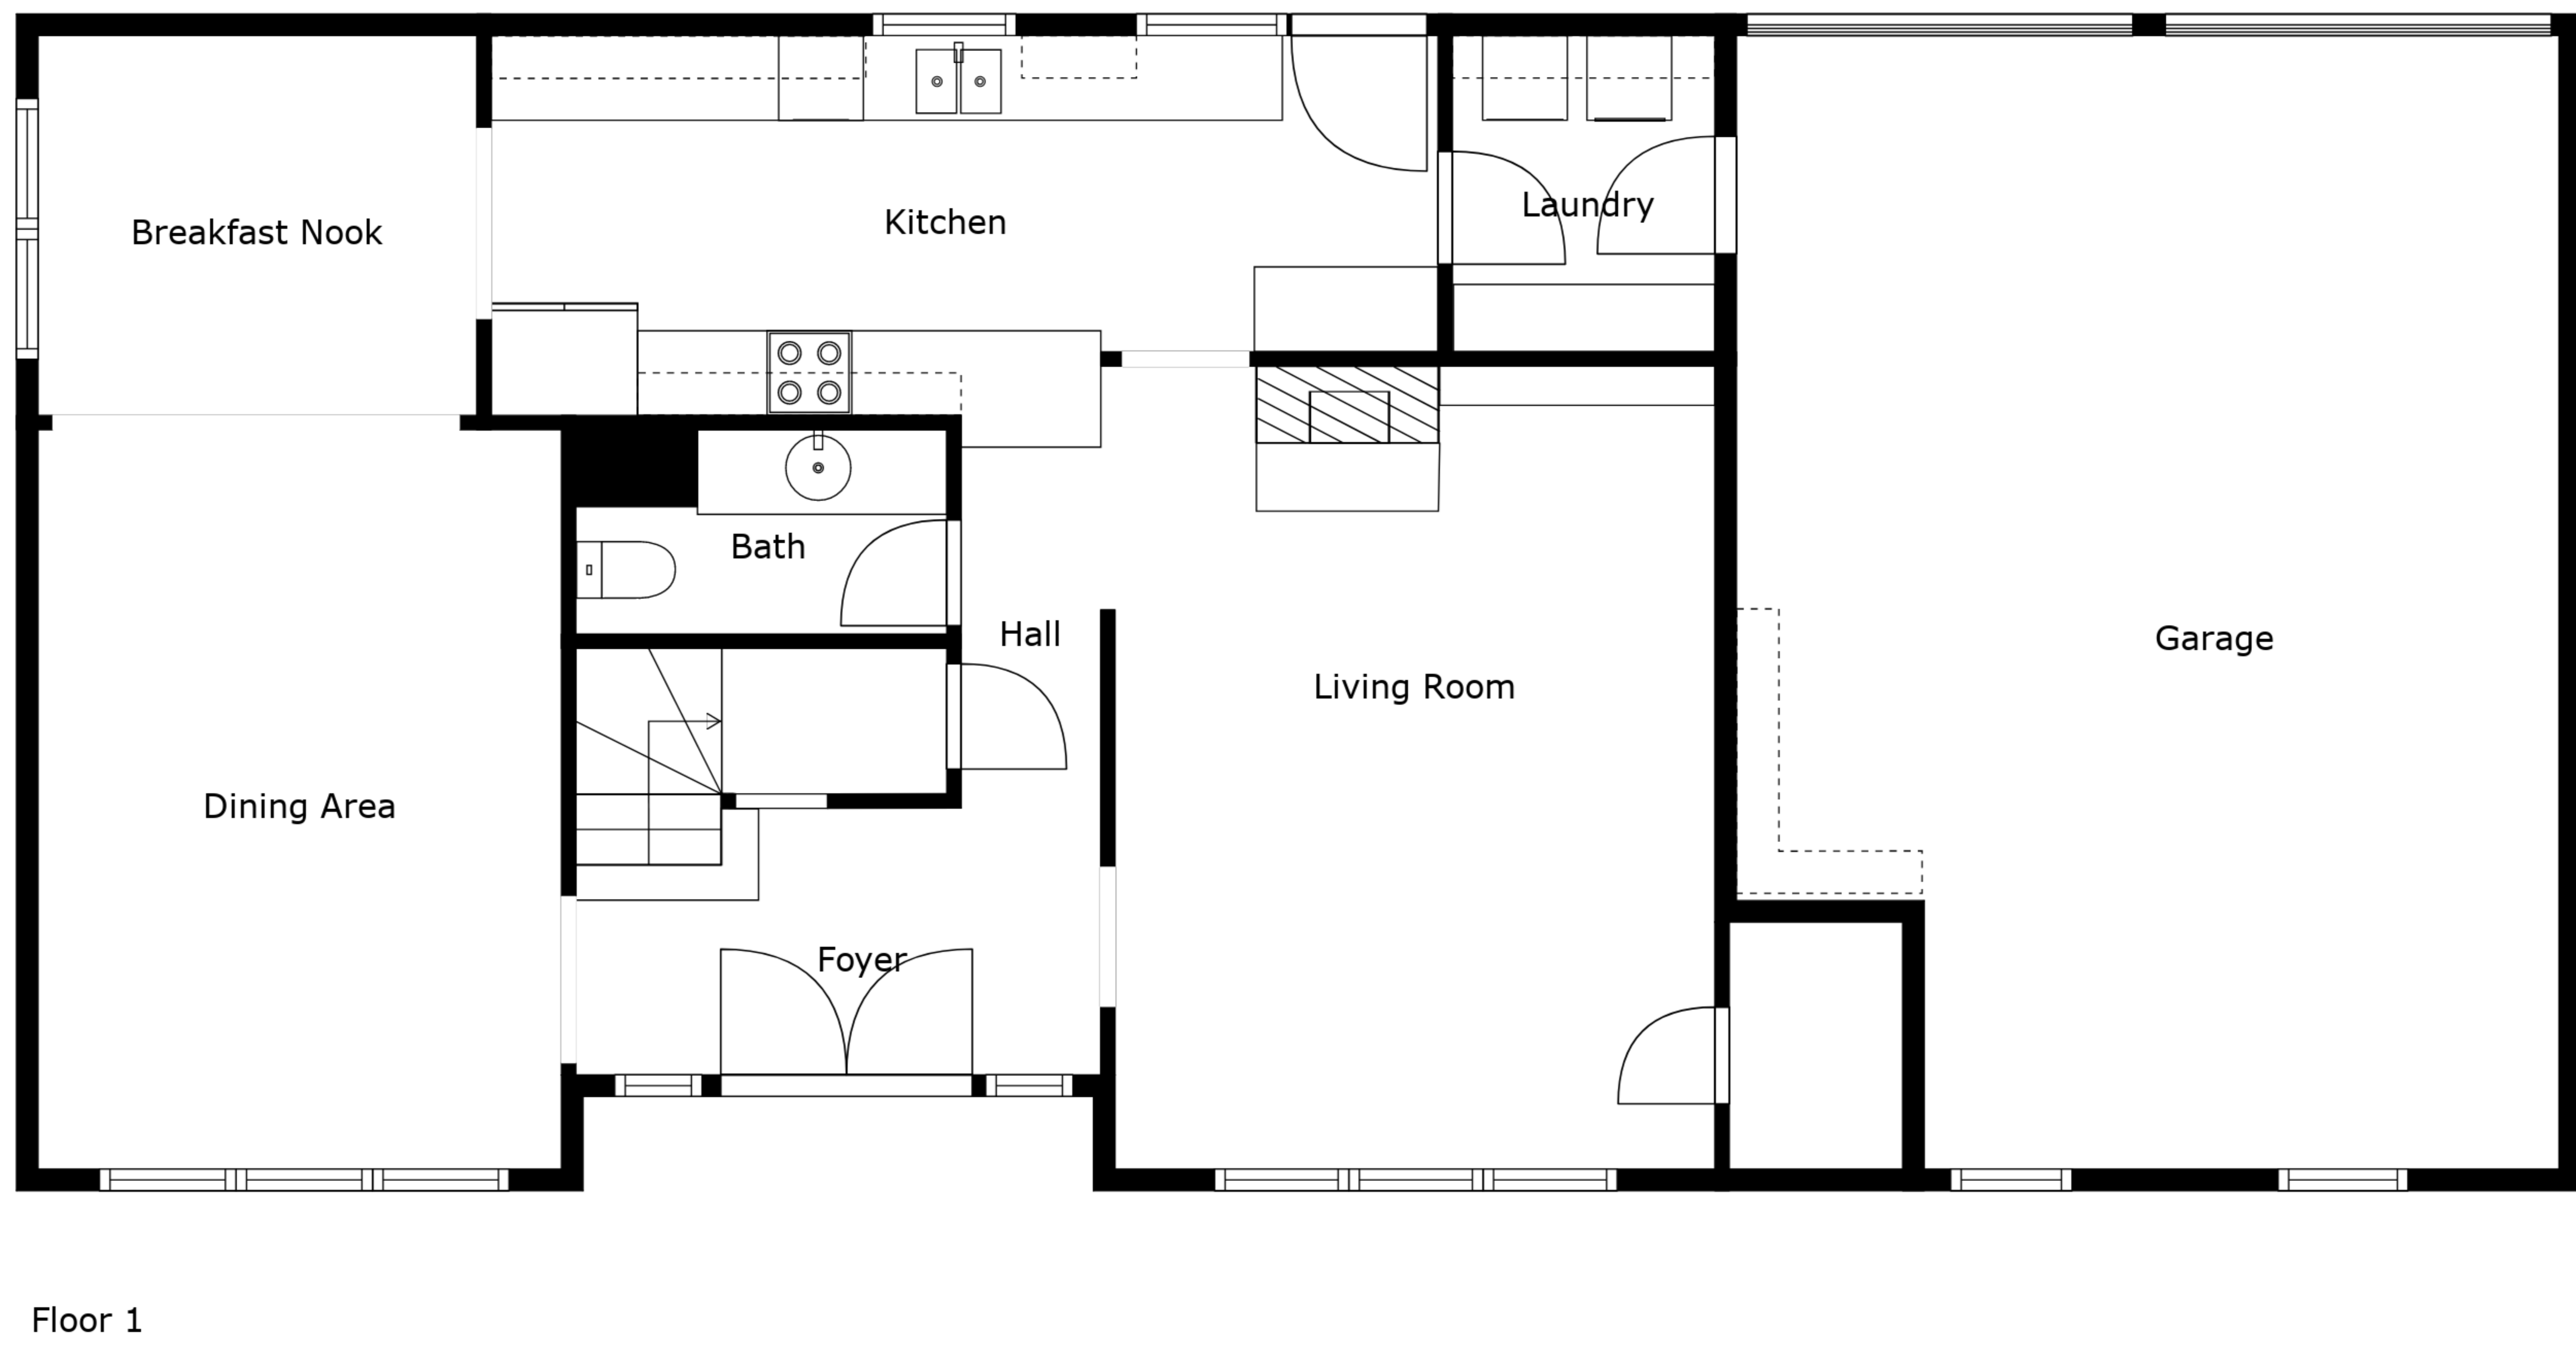 Breakfast Nook
Kitchen
Laundry
Bath
Hall
Garage
Living Room
Dining Area
Foyer
Floor 1